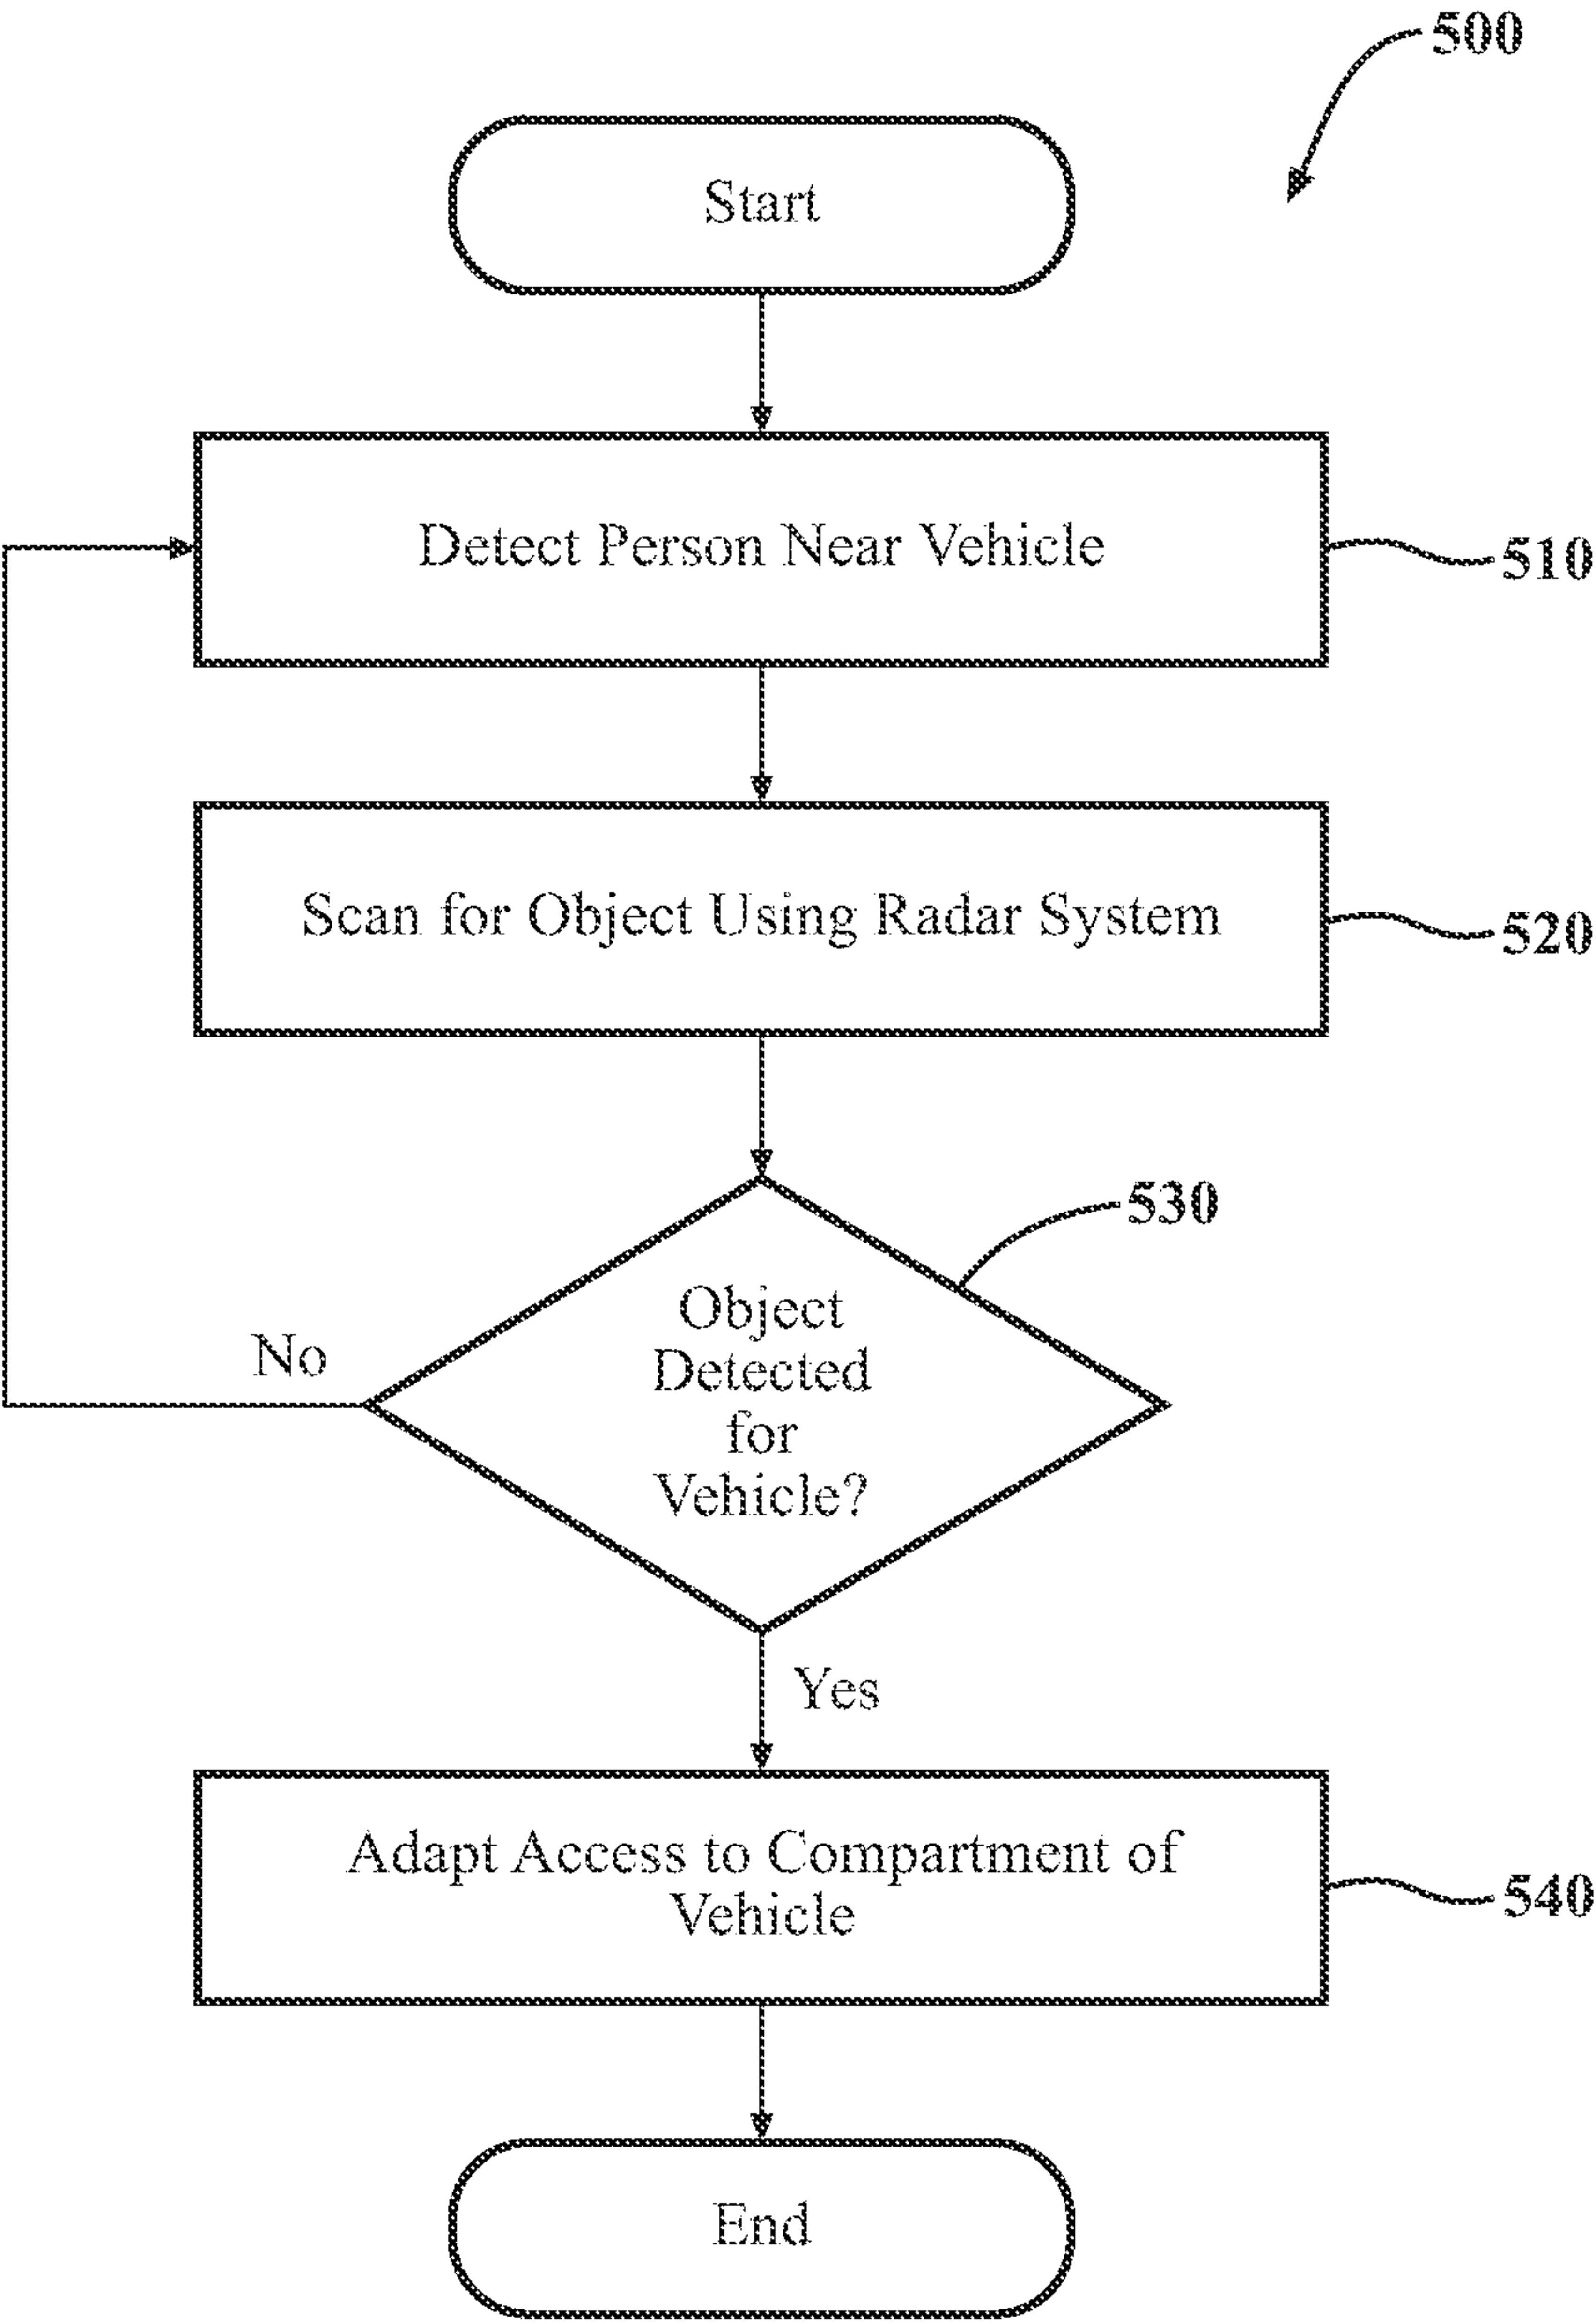 500
Start
Detect Person Near Vehicle
510
Scan for Object Using Radar System
520
530
Object
Detected
for
Vehicle?
No
Yes
Adapt Access to Compartment of
Vehicle
540
End